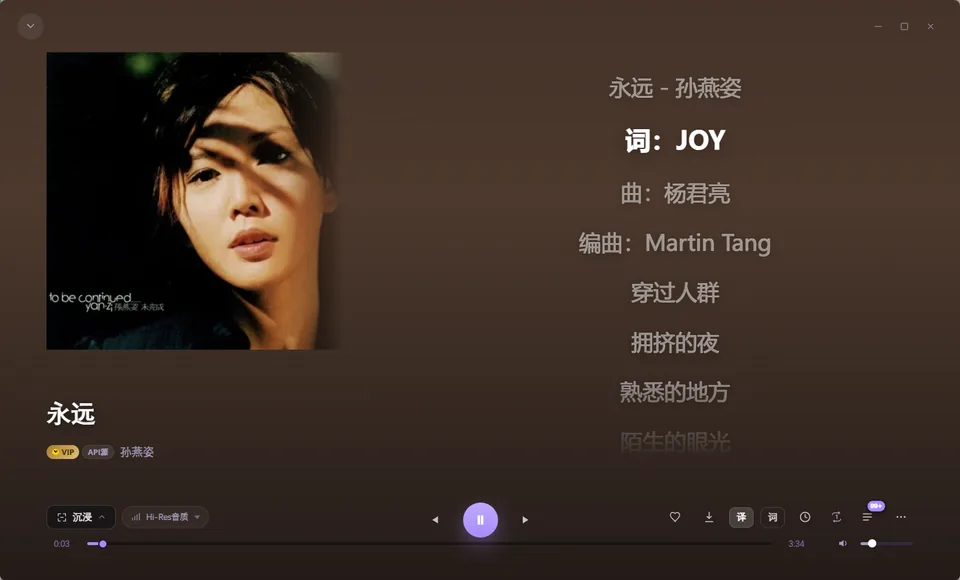 永远 - 孙燕姿
词：JOY
曲：杨君亮
编曲：Martin Tang
穿过人群
拥挤的夜
熟悉的地方
陌生的眼光
to be continued...
yan-zi 孙燕姿 未完成
永远
VIP API源 孙燕姿
沉浸 Hi-Res音质 译 词 99+
0:03 3:34